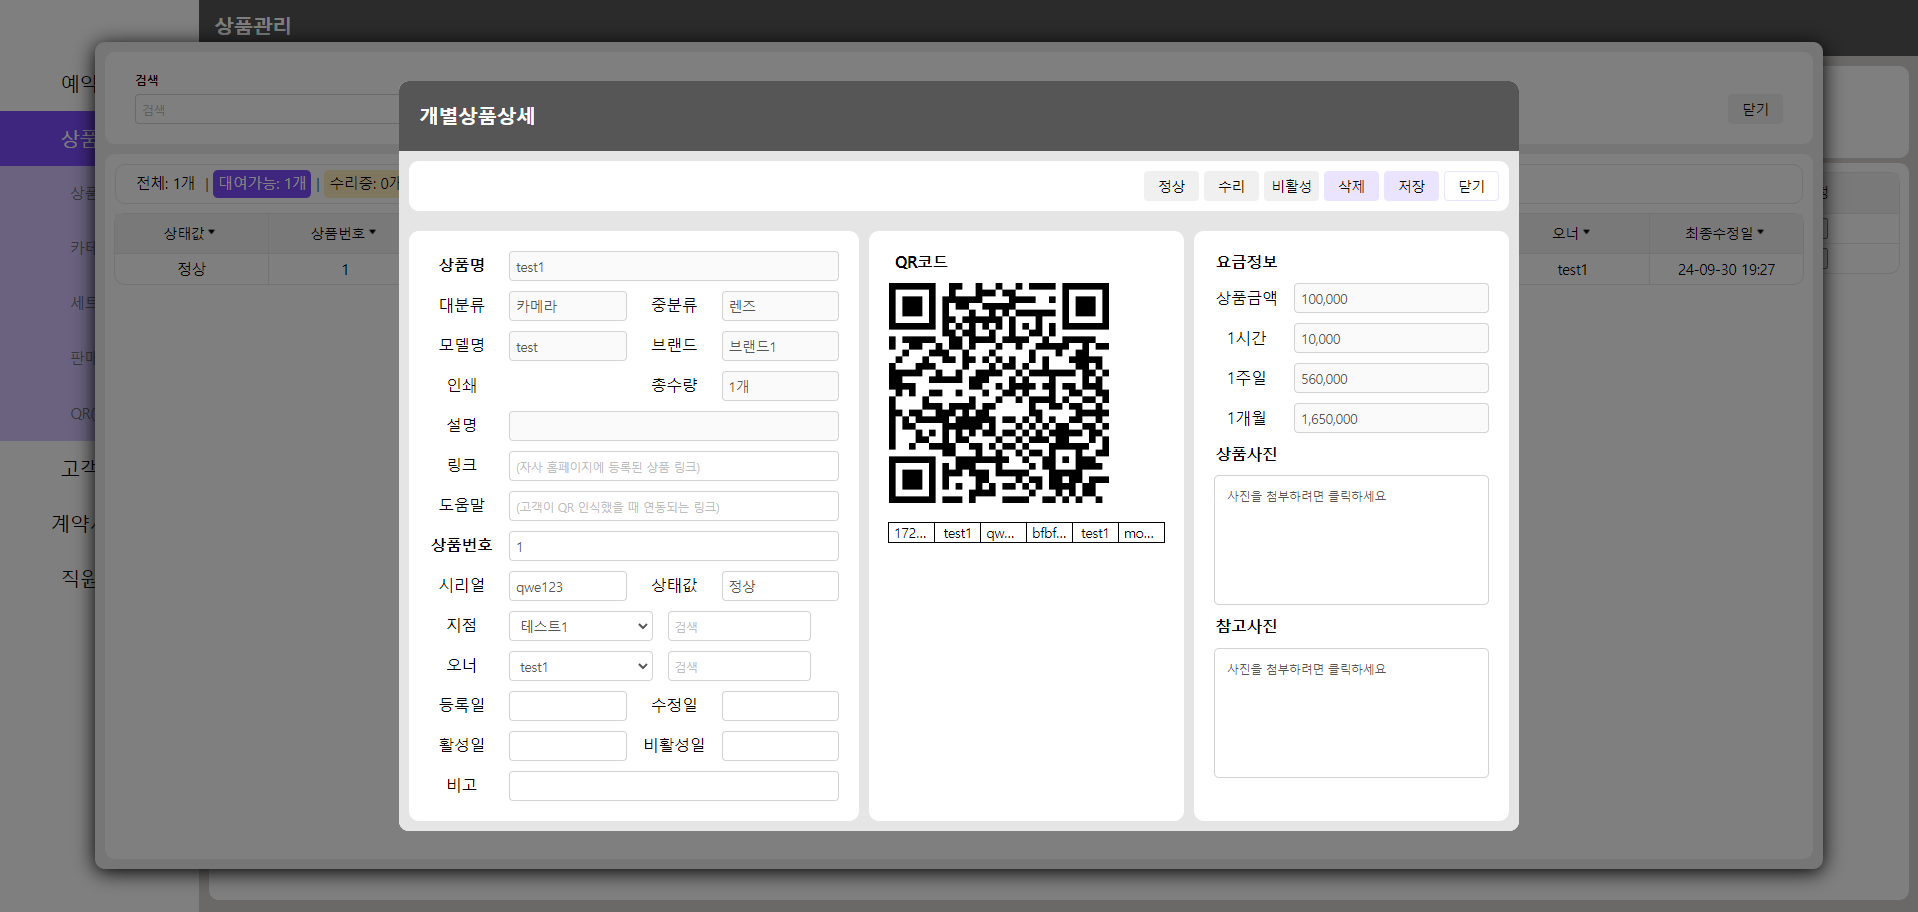 상품관리
예약
상품
상품
카테
세트
판매
QR(
고객
계약서
직원
검색
검색
닫기
전체: 1개 | 대여가능: 1개 | 수리중: 0개
상태값 상품번호 오너 최종수정일
정상 1 test1 24-09-30 19:27
개별상품상세
정상 수리 비활성 삭제 저장 닫기
상품명 test1
대분류 카메라 중분류 렌즈
모델명 test 브랜드 브랜드1
인쇄 총수량 1개
설명
링크 (자사 홈페이지에 등록된 상품 링크)
도움말 (고객이 QR 인식했을 때 연동되는 링크)
상품번호 1
시리얼 qwe123 상태값 정상
지점 테스트1 검색
오너 test1 검색
등록일 수정일
활성일 비활성일
비고
QR코드
172... test1 qw... bfbf... test1 mo...
요금정보
상품금액 100,000
1시간 10,000
1주일 560,000
1개월 1,650,000
상품사진
사진을 첨부하려면 클릭하세요
참고사진
사진을 첨부하려면 클릭하세요